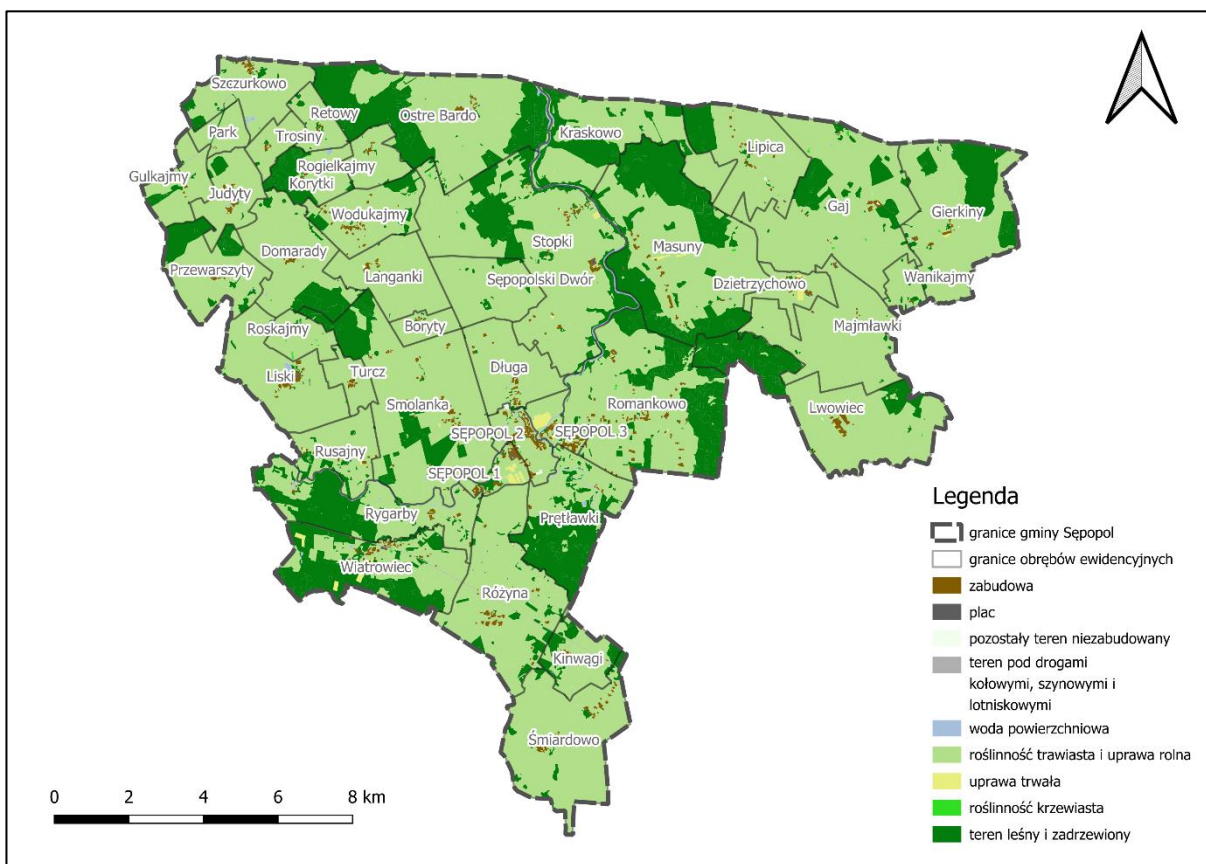 Szczurkowo
Retowy
Ostre Bardo
Park
Trosiny
Kraskowo
Lipica
Rogielkajmy
Gulkajmy
Korytki
Judyty
Wodukajmy
Gaj
Gierkiny
Domarady
Stopki
Masuny
Przewarszyty
Langanki
Sępopolski Dwór
Dzietrzychowo
Wanikajmy
Roskajmy
Boryty
Majmławki
Liski
Turcz
Długa
Smolanka
Romankowo
Lwowiec
SĘPOPOL 2
SĘPOPOL 3
Rusajny
SĘPOPOL 1
Rygarby
Prętławki
Wiatrowiec
Różyna
Kinwągi
Śmiardowo
0 2 4 6 8 km
Legenda
granice gminy Sępopol
granice obrębów ewidencyjnych
zabudowa
plac
pozostały teren niezabudowany
teren pod drogami
kołowymi, szynowymi i
lotniskowymi
woda powierzchniowa
roślinność trawiasta i uprawa rolna
uprawa trwała
roślinność krzewiasta
teren leśny i zadrzewiony